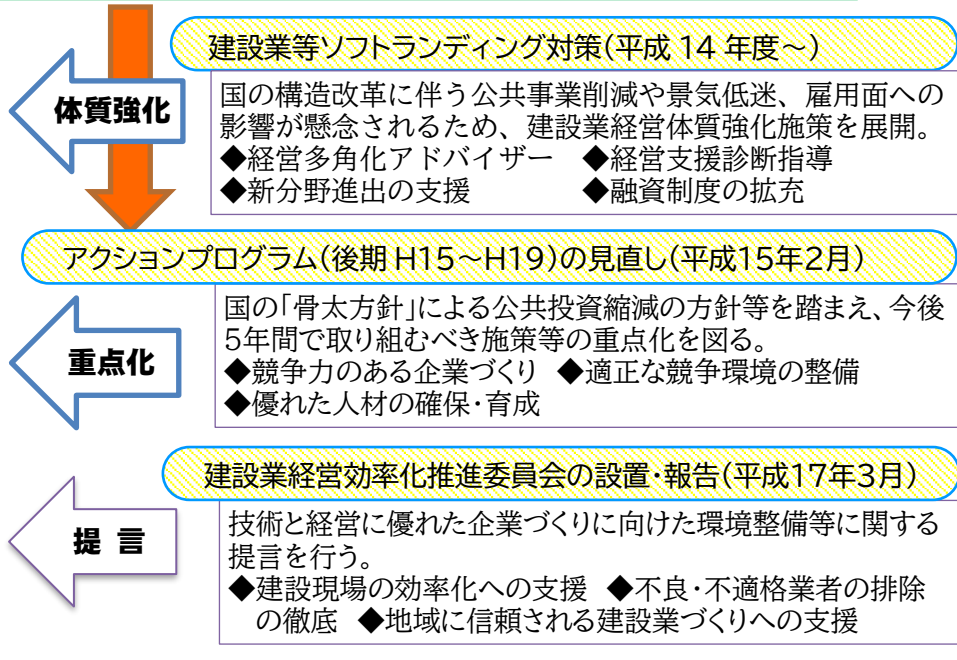 建設業等ソフトランディング対策(平成 14 年度~)
体質強化
国の構造改革に伴う公共事業削減や景気低迷、雇用面への
影響が懸念されるため、建設業経営体質強化施策を展開。
◆経営多角化アドバイザー ◆経営支援診断指導
◆新分野進出の支援 ◆融資制度の拡充
アクションプログラム(後期 H15~H19)の見直し(平成15年2月)
重点化
国の「骨太方針」による公共投資縮減の方針等を踏まえ、今後
5年間で取り組むべき施策等の重点化を図る。
◆競争力のある企業づくり ◆適正な競争環境の整備
◆優れた人材の確保・育成
建設業経営効率化推進委員会の設置・報告(平成17年3月)
提 言
技術と経営に優れた企業づくりに向けた環境整備等に関する
提言を行う。
◆建設現場の効率化への支援 ◆不良・不適格業者の排除
の徹底 ◆地域に信頼される建設業づくりへの支援